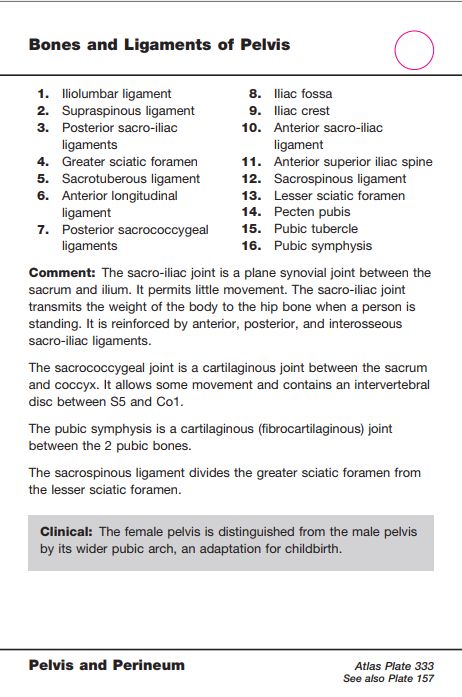 Bones and Ligaments of Pelvis
1. Iliolumbar ligament
2. Supraspinous ligament
3. Posterior sacro-iliac
ligaments
4. Greater sciatic foramen
5. Sacrotuberous ligament
6. Anterior longitudinal
ligament
7. Posterior sacrococcygeal
ligaments
8. Iliac fossa
9. Iliac crest
10. Anterior sacro-iliac
ligament
11. Anterior superior iliac spine
12. Sacrospinous ligament
13. Lesser sciatic foramen
14. Pecten pubis
15. Pubic tubercle
16. Pubic symphysis
Comment: The sacro-iliac joint is a plane synovial joint between the
sacrum and ilium. It permits little movement. The sacro-iliac joint
transmits the weight of the body to the hip bone when a person is
standing. It is reinforced by anterior, posterior, and interosseous
sacro-iliac ligaments.
The sacrococcygeal joint is a cartilaginous joint between the sacrum
and coccyx. It allows some movement and contains an intervertebral
disc between S5 and Co1.
The pubic symphysis is a cartilaginous (fibrocartilaginous) joint
between the 2 pubic bones.
The sacrospinous ligament divides the greater sciatic foramen from
the lesser sciatic foramen.
Clinical: The female pelvis is distinguished from the male pelvis
by its wider pubic arch, an adaptation for childbirth.
Pelvis and Perineum
Atlas Plate 333
See also Plate 157